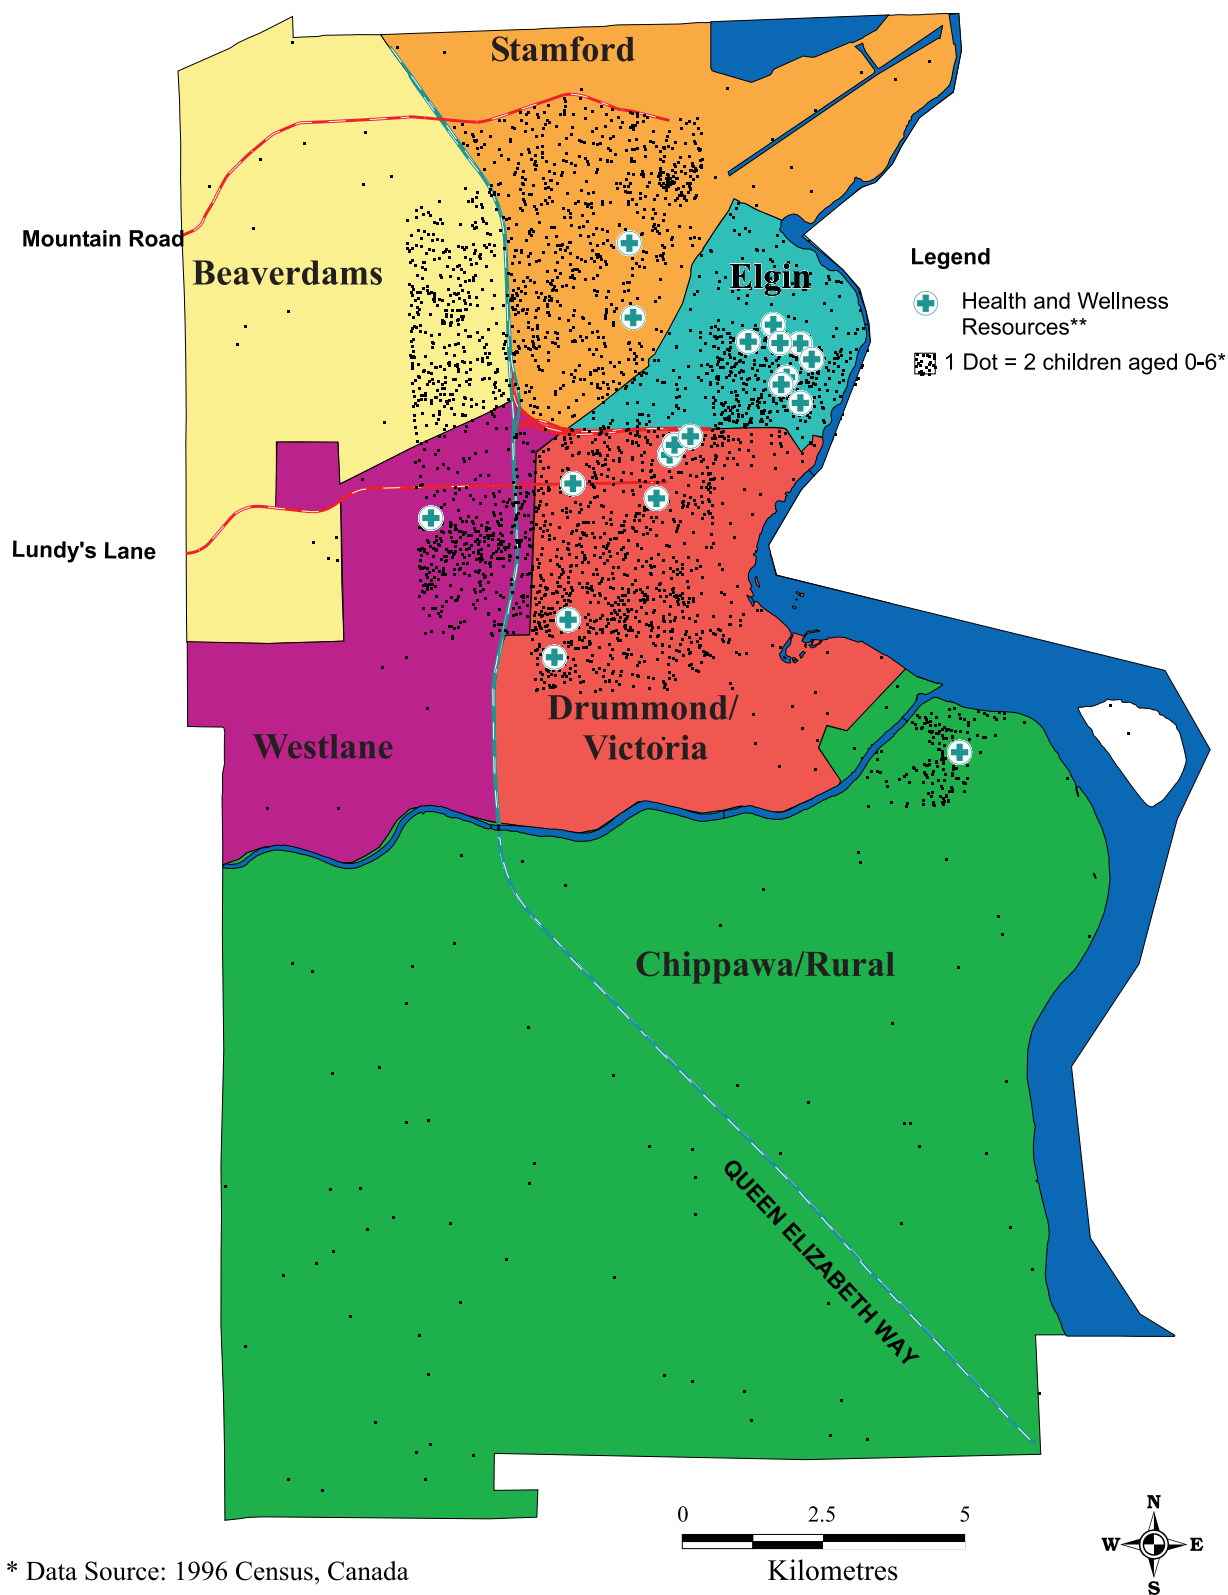 Stamford
Mountain Road
Beaverdams
Elgin
Legend
Health and Wellness
Resources**
1 Dot = 2 children aged 0-6*
Lundy's Lane
Drummond/
Victoria
Westlane
Chippawa/Rural
QUEEN ELIZABETH WAY
0 2.5 5
Kilometres
N
W E
S
* Data Source: 1996 Census, Canada